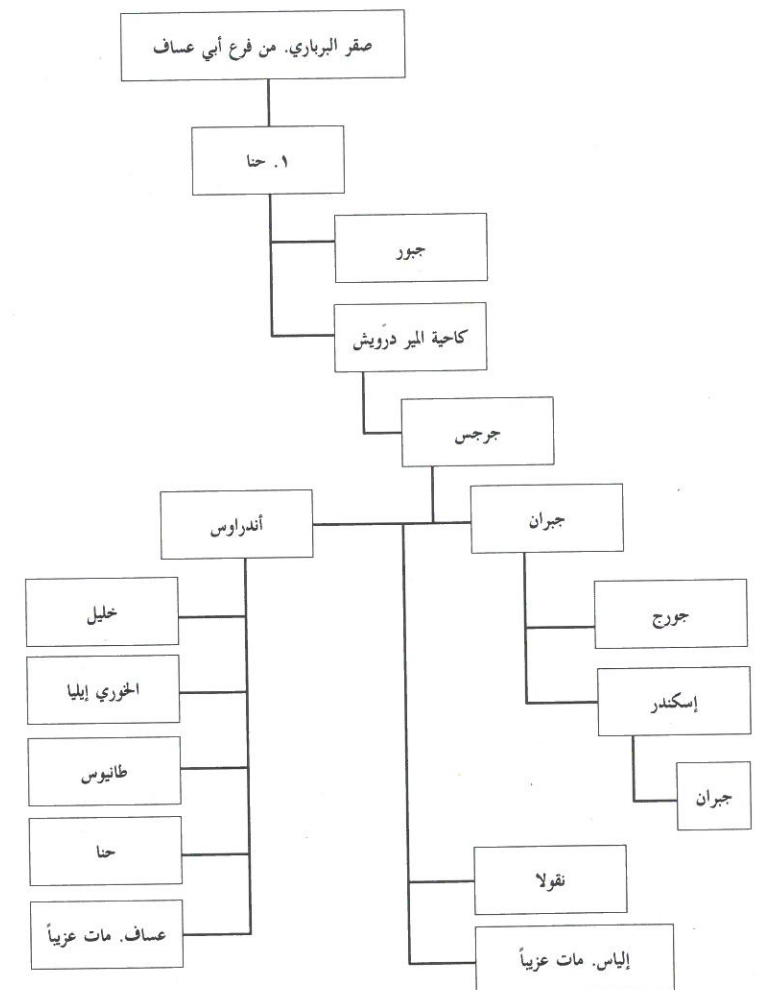 صقر البرباري. من فرع أبي عساف
١. حنا
جبور
كاحية المير درويش
جرجس
جبران
أندراوس
جورج
إسكندر
جبران
خليل
الخوري إيليا
طانيوس
حنا
عساف. مات عزيباً
نقولا
إلياس. مات عزيباً